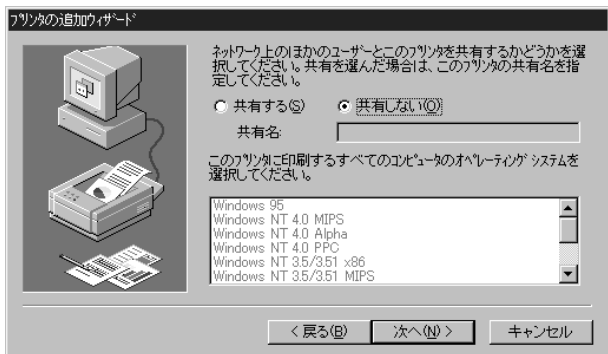 プリンタの追加ウィザード
ネットワーク上のほかのユーザーとこのプリンタを共有するかどうかを選
択してください。共有を選んだ場合は、このプリンタの共有名を指
定してください。
共有する(S) 共有しない(O)
共有名:
このプリンタに印刷するすべてのコンピュータのオペレーティング システムを
選択してください。
Windows 95
Windows NT 4.0 MIPS
Windows NT 4.0 Alpha
Windows NT 4.0 PPC
Windows NT 3.5/3.51 x86
Windows NT 3.5/3.51 MIPS
< 戻る(B) 次へ(N) > キャンセル